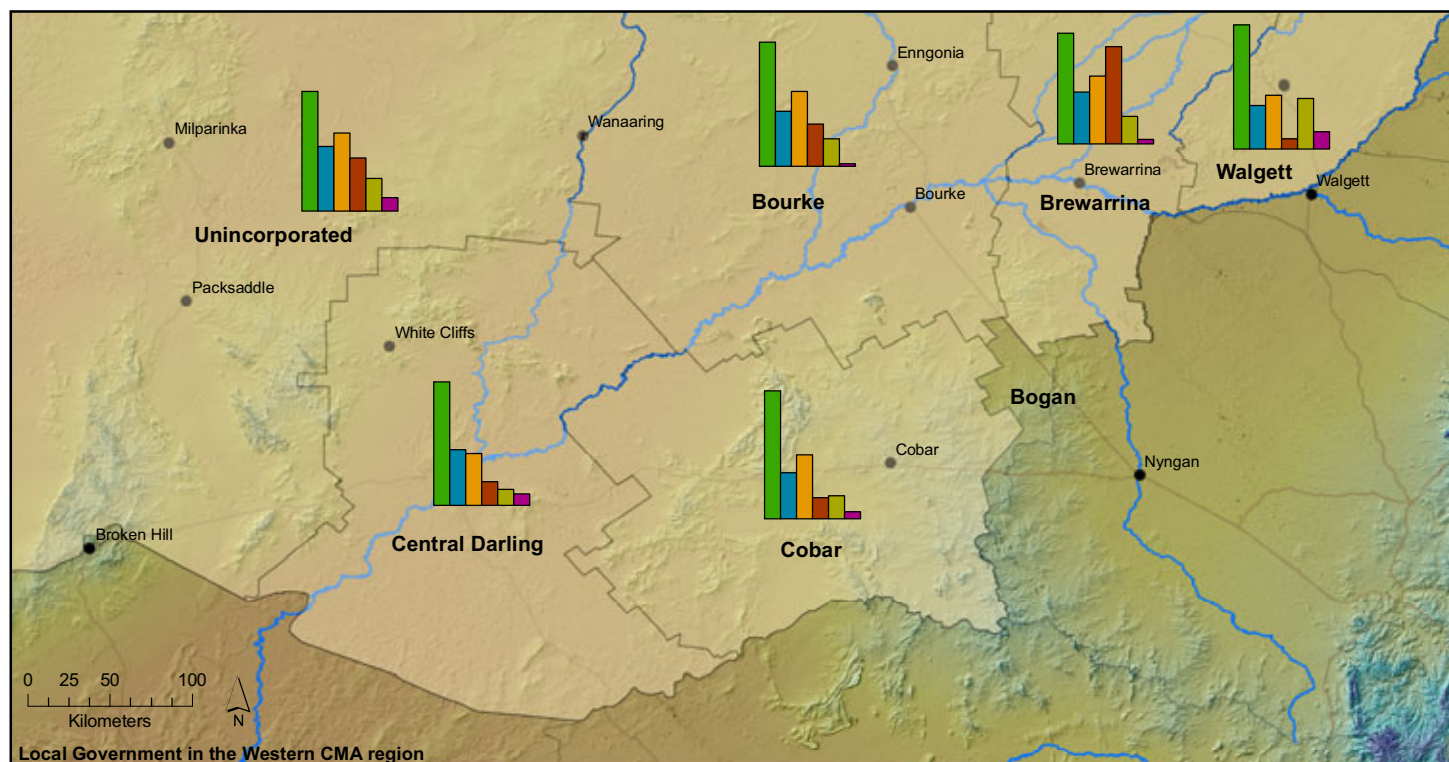 Enngonia
Milparinka
Wanaaring
Brewarrina
Walgett
Walgett
Bourke
Bourke
Brewarrina
Unincorporated
Packsaddle
White Cliffs
Bogan
Cobar
Nyngan
Broken Hill
Central Darling
Cobar
0 25 50 100
Kilometers
N
Local Government in the Western CMA region